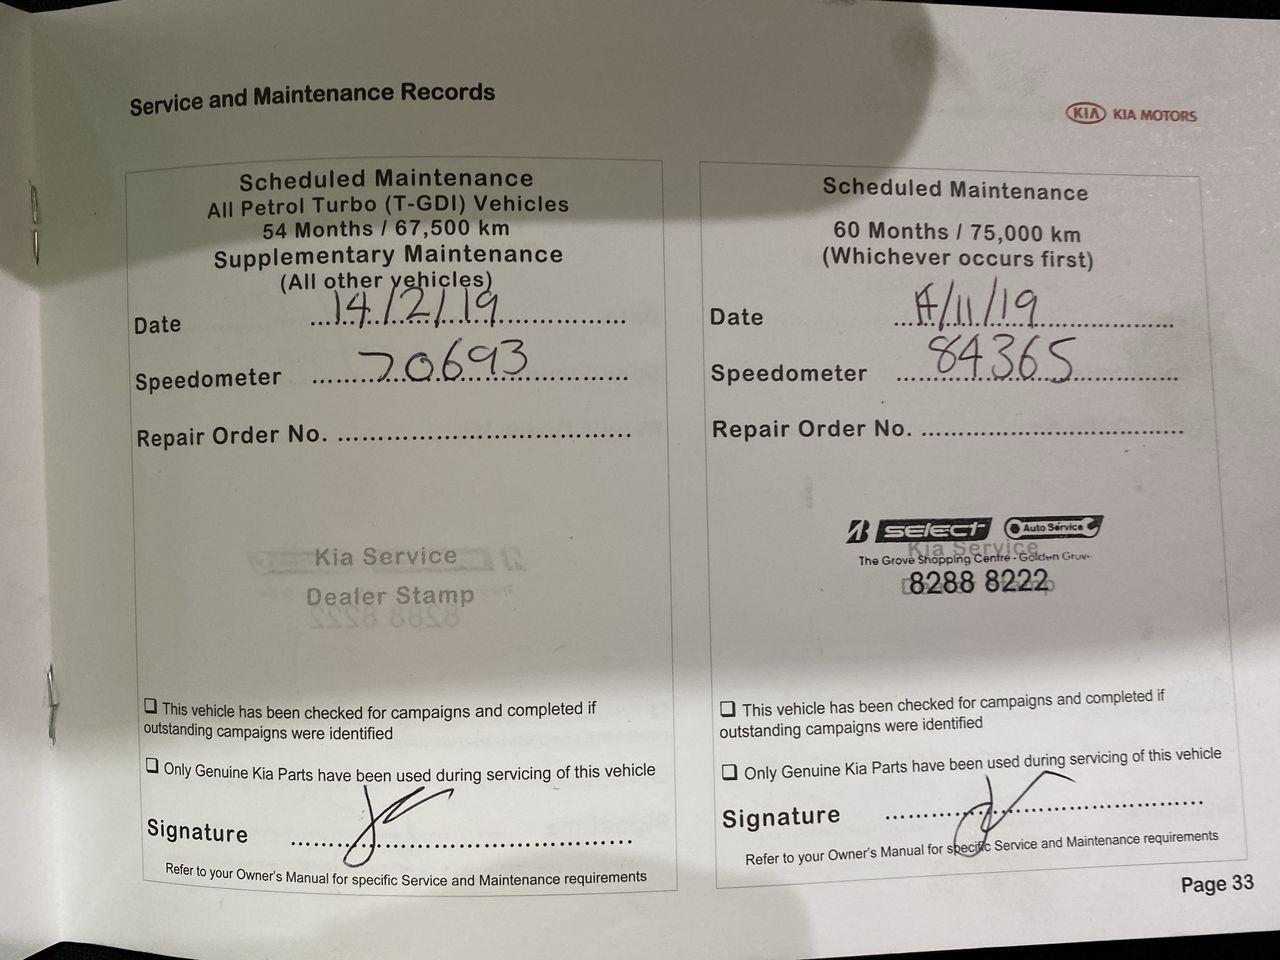 Service and Maintenance Records
KIA KIA MOTORS
Scheduled Maintenance
All Petrol Turbo (T-GDI) Vehicles
54 Months / 67,500 km
Supplementary Maintenance
(All other vehicles)
Date 14/2/19
Speedometer 70693
Repair Order No.
Kia Service
Dealer Stamp
❑ This vehicle has been checked for campaigns and completed if
outstanding campaigns were identified
❑ Only Genuine Kia Parts have been used during servicing of this vehicle
Signature
Refer to your Owner's Manual for specific Service and Maintenance requirements
Scheduled Maintenance
60 Months / 75,000 km
(Whichever occurs first)
Date /11/19
Speedometer 84365
Repair Order No.
select Auto Service
Kia Service
The Grove Shopping Centre - Golden Grove
8288 8222
❑ This vehicle has been checked for campaigns and completed if
outstanding campaigns were identified
❑ Only Genuine Kia Parts have been used during servicing of this vehicle
Signature
Refer to your Owner's Manual for specific Service and Maintenance requirements
Page 33